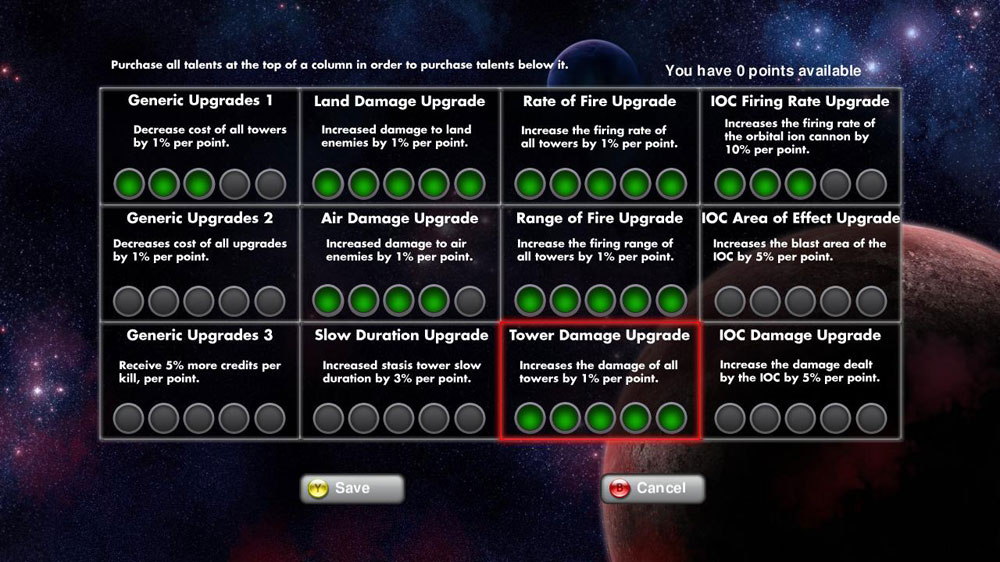 Purchase all talents at the top of a column in order to purchase talents below it.
You have 0 points available
Generic Upgrades 1
Decrease cost of all towers
by 1% per point.
Land Damage Upgrade
Increased damage to land
enemies by 1% per point.
Rate of Fire Upgrade
Increase the firing rate of
all towers by 1% per point.
IOC Firing Rate Upgrade
Increases the firing rate of
the orbital ion cannon by
10% per point.
Generic Upgrades 2
Decreases cost of all upgrades
by 1% per point.
Air Damage Upgrade
Increased damage to air
enemies by 1% per point.
Range of Fire Upgrade
Increase the firing range of
all towers by 1% per point.
IOC Area of Effect Upgrade
Increases the blast area of the
IOC by 5% per point.
Generic Upgrades 3
Receive 5% more credits per
kill, per point.
Slow Duration Upgrade
Increased stasis tower slow
duration by 3% per point.
Tower Damage Upgrade
Increases the damage of all
towers by 1% per point.
IOC Damage Upgrade
Increase the damage dealt
by the IOC by 5% per point.
Y Save
B Cancel